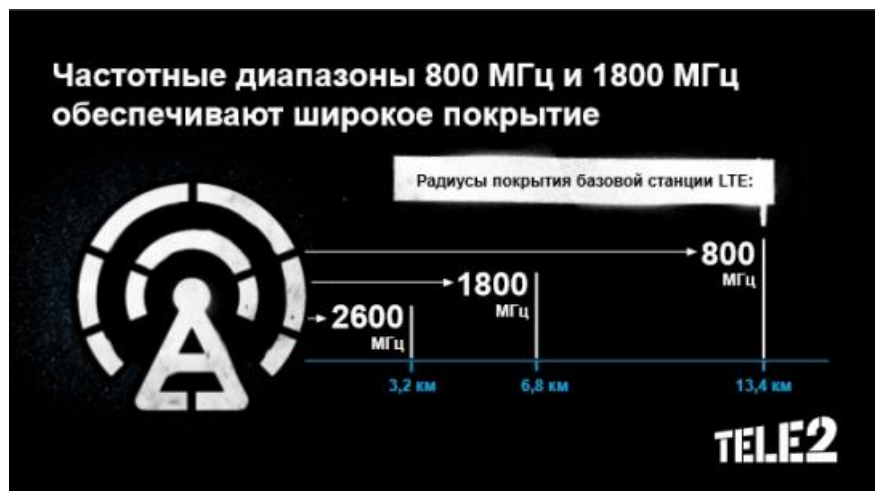 Частотные диапазоны 800 МГц и 1800 МГц
обеспечивают широкое покрытие
Радиусы покрытия базовой станции LTE:
800
МГц
1800
МГц
2600
МГц
3,2 км
6,8 км
13,4 км
TELE2